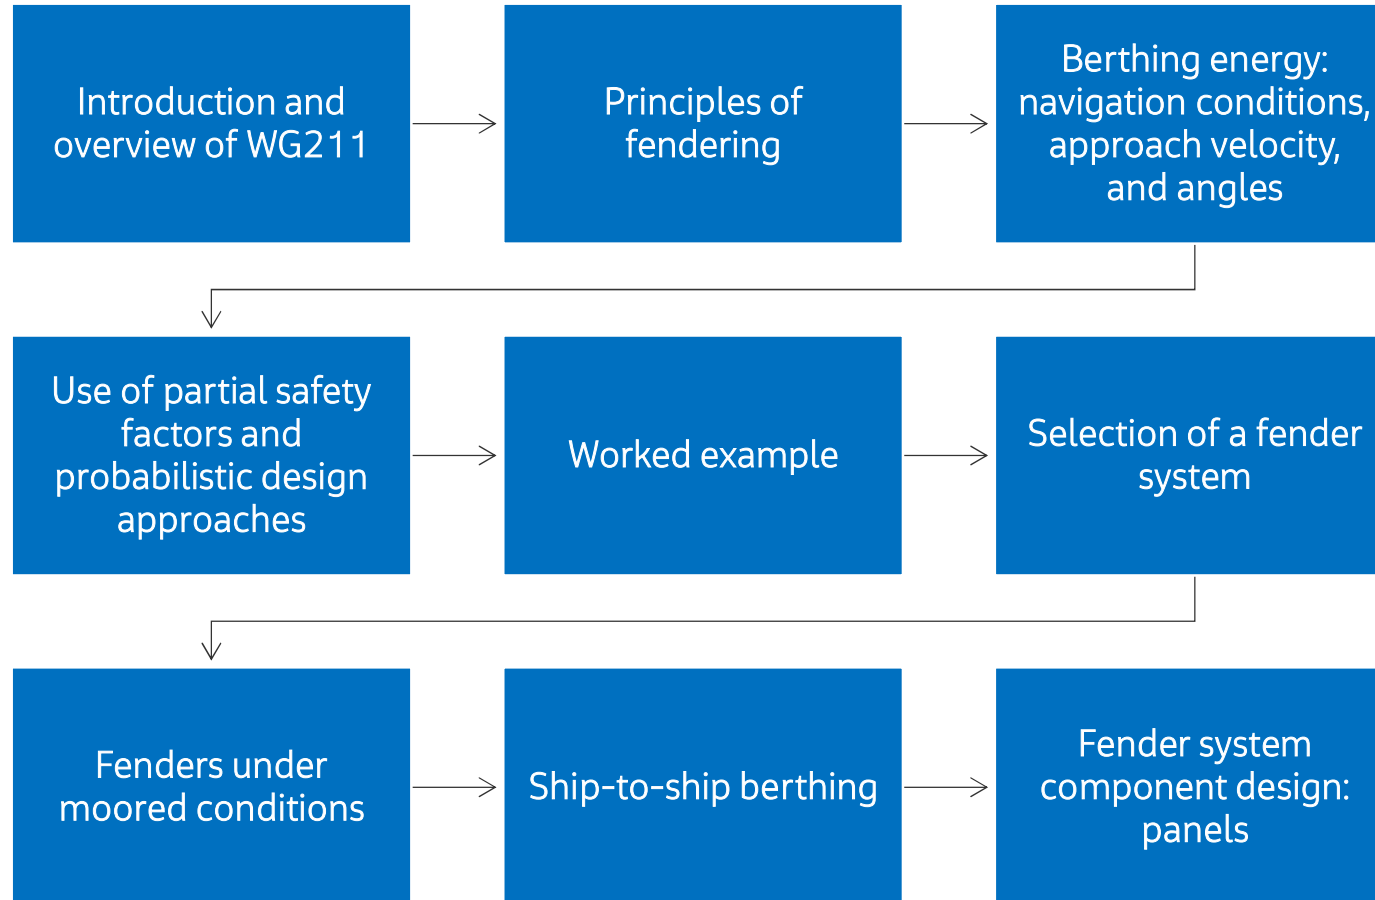 Introduction and
overview of WG211
Principles of
fendering
Berthing energy:
navigation conditions,
approach velocity,
and angles
Use of partial safety
factors and
probabilistic design
approaches
Worked example
Selection of a fender
system
Fenders under
moored conditions
Ship-to-ship berthing
Fender system
component design:
panels